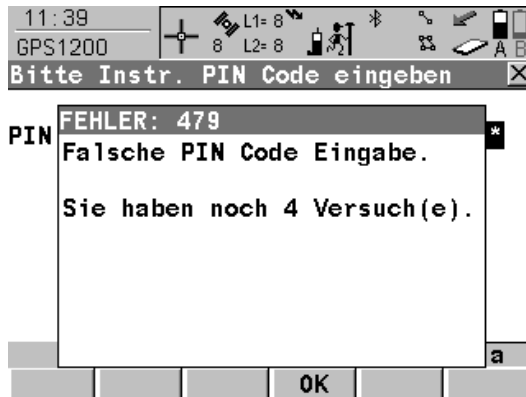 11:39
GPS1200
8
L1= 8
L2= 8
A B
Bitte Instr. PIN Code eingeben X
PIN
*
FEHLER: 479
Falsche PIN Code Eingabe.
Sie haben noch 4 Versuch(e).
a
OK